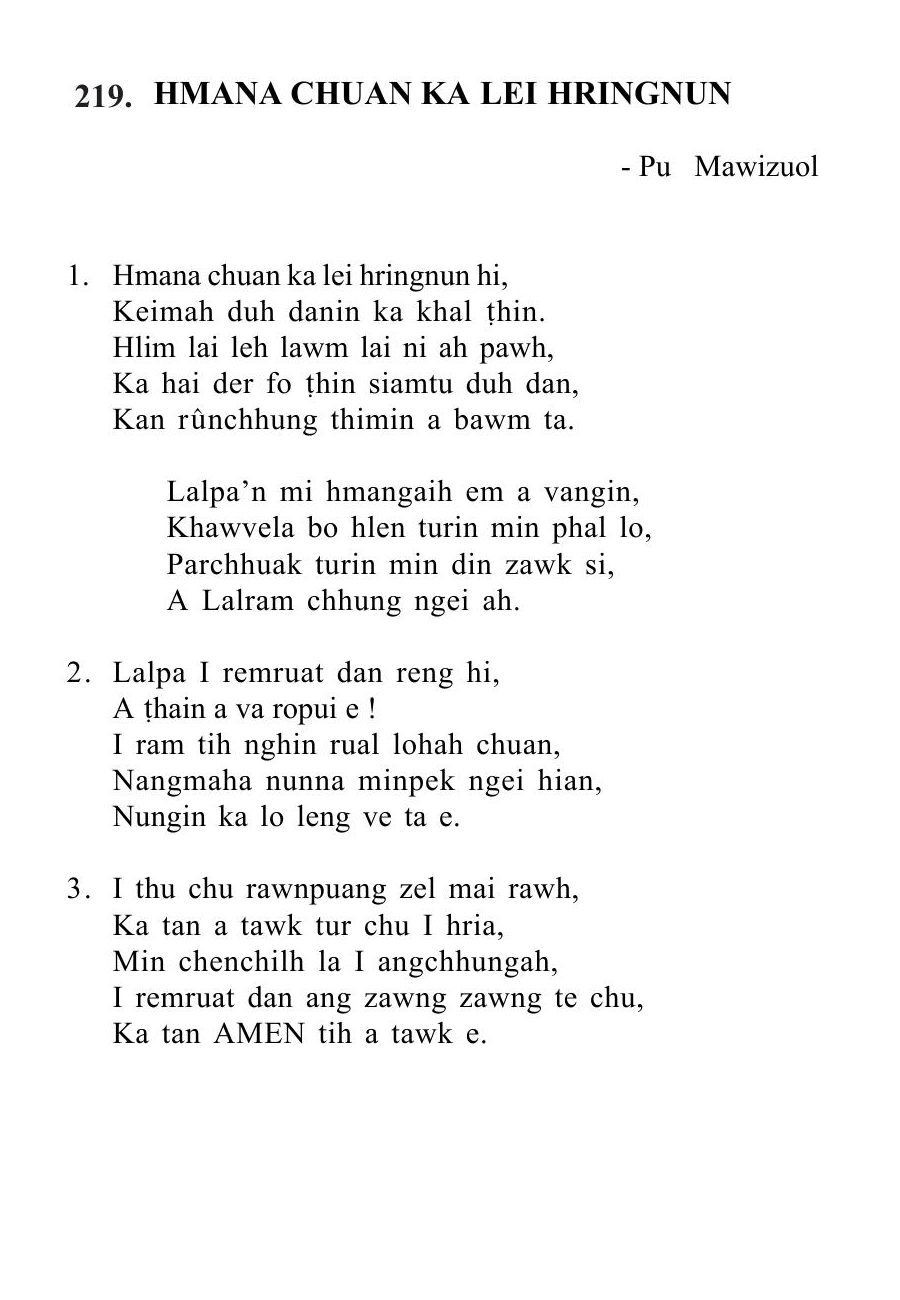 219. HMANA CHUAN KA LEI HRINGNUN
- Pu Mawizuol
1. Hmana chuan ka lei hringnun hi,
Keimah duh danin ka khal ṭhin.
Hlim lai leh lawm lai ni ah pawh,
Ka hai der fo ṭhin siamtu duh dan,
Kan rûnchhung thimin a bawm ta.
Lalpa’n mi hmangaih em a vangin,
Khawvela bo hlen turin min phal lo,
Parchhuak turin min din zawk si,
A Lalram chhung ngei ah.
2. Lalpa I remruat dan reng hi,
A ṭhain a va ropui e !
I ram tih nghin rual lohah chuan,
Nangmaha nunna minpek ngei hian,
Nungin ka lo leng ve ta e.
3. I thu chu rawnpuang zel mai rawh,
Ka tan a tawk tur chu I hria,
Min chenchilh la I angchhungah,
I remruat dan ang zawng zawng te chu,
Ka tan AMEN tih a tawk e.